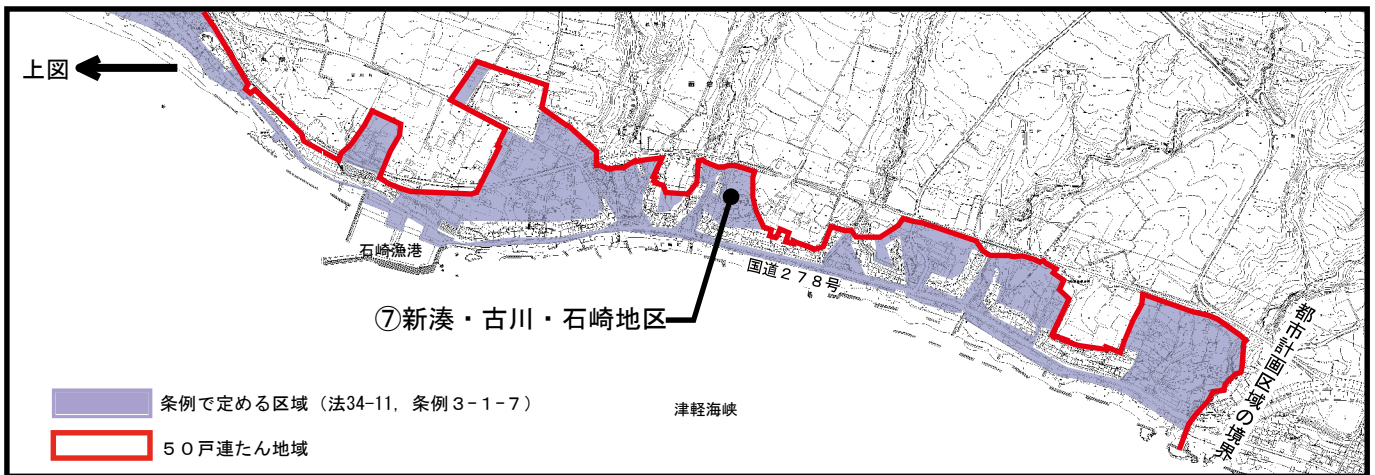 上図
石崎漁港
国道278号
⑦新湊・古川・石崎地区
都市計画区域の境界
条例で定める区域（法34-11，条例3-1-7）
津軽海峡
50戸連たん地域